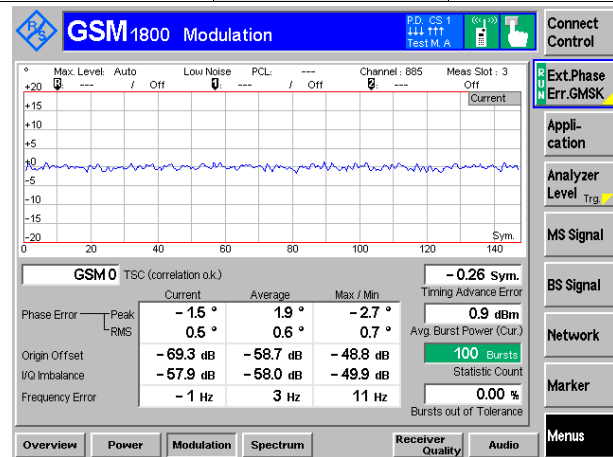 R&S GSM1800 Modulation
P.D. CS 1
↓↓↓ ↑↑↑
Test M. A
Connect Control
° Max. Level: Auto Low Noise PCL: --- Channel : 885 Meas Slot : 3
1: --- / Off --- / Off 2: --- Off
Current
+20
+15
+10
+5
±0
−5
−10
−15
−20
Sym.
0 20 40 60 80 100 120 140
GSM 0 TSC (correlation o.k.)
− 0.26 Sym.
Timing Advance Error
Current Average Max / Min
Phase Error Peak − 1.5 ° 1.9 ° − 2.7 °
0.9 dBm
RMS 0.5 ° 0.6 ° 0.7 °
Avg. Burst Power (Cur.)
Origin Offset − 69.3 dB − 58.7 dB − 48.8 dB
100 Bursts
I/Q Imbalance − 57.9 dB − 58.0 dB − 49.9 dB
Statistic Count
Frequency Error − 1 Hz 3 Hz 11 Hz
0.00 %
Bursts out of Tolerance
RUN
Ext.Phase Err.GMSK
Appli-
cation
Analyzer
Level Trg.
MS Signal
BS Signal
Network
Marker
Menus
Overview Power Modulation Spectrum Receiver Quality Audio